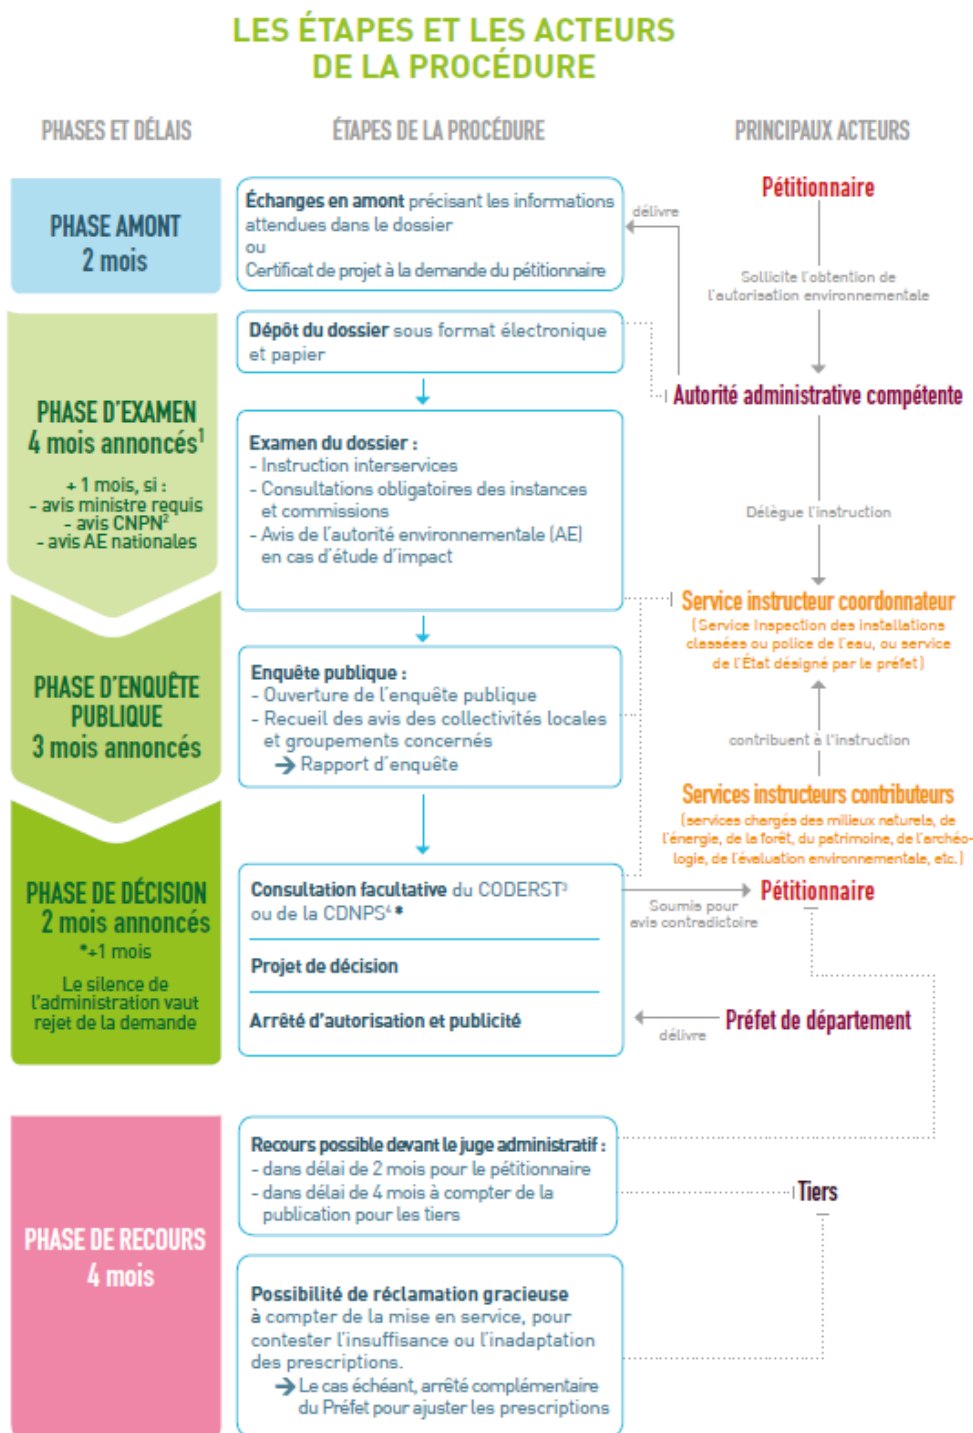 LES ÉTAPES ET LES ACTEURS
DE LA PROCÉDURE
PHASES ET DÉLAIS
ÉTAPES DE LA PROCÉDURE
PRINCIPAUX ACTEURS
PHASE AMONT
2 mois
Échanges en amont précisant les informations
attendues dans le dossier
ou
Certificat de projet à la demande du pétitionnaire
délivre
Pétitionnaire
Sollicite l'obtention de
l'autorisation environnementale
Dépôt du dossier sous format électronique
et papier
Autorité administrative compétente
PHASE D'EXAMEN
4 mois annoncés¹
+ 1 mois, si :
- avis ministre requis
- avis CNPN²
- avis AE nationales
Examen du dossier :
- Instruction interservices
- Consultations obligatoires des instances
et commissions
- Avis de l'autorité environnementale (AE)
en cas d'étude d'impact
Délègue l'instruction
Service instructeur coordonnateur
(Service Inspection des installations
classées ou police de l'eau, ou service
de l'État désigné par le préfet)
PHASE D'ENQUÊTE
PUBLIQUE
3 mois annoncés
Enquête publique :
- Ouverture de l'enquête publique
- Recueil des avis des collectivités locales
et groupements concernés
→ Rapport d'enquête
contribuent à l'instruction
Services instructeurs contributeurs
(services chargés des milieux naturels, de
l'énergie, de la forêt, du patrimoine, de l'archéo-
logie, de l'évaluation environnementale, etc.)
PHASE DE DÉCISION
2 mois annoncés
*+1 mois
Le silence de
l'administration vaut
rejet de la demande
Consultation facultative du CODERST³
ou de la CDNPS⁴ *
Projet de décision
Arrêté d'autorisation et publicité
Soumis pour
avis contradictoire
Pétitionnaire
délivre
Préfet de département
PHASE DE RECOURS
4 mois
Recours possible devant le juge administratif :
- dans délai de 2 mois pour le pétitionnaire
- dans délai de 4 mois à compter de la
publication pour les tiers
Tiers
Possibilité de réclamation gracieuse
à compter de la mise en service, pour
contester l'insuffisance ou l'inadaptation
des prescriptions.
→ Le cas échéant, arrêté complémentaire
du Préfet pour ajuster les prescriptions